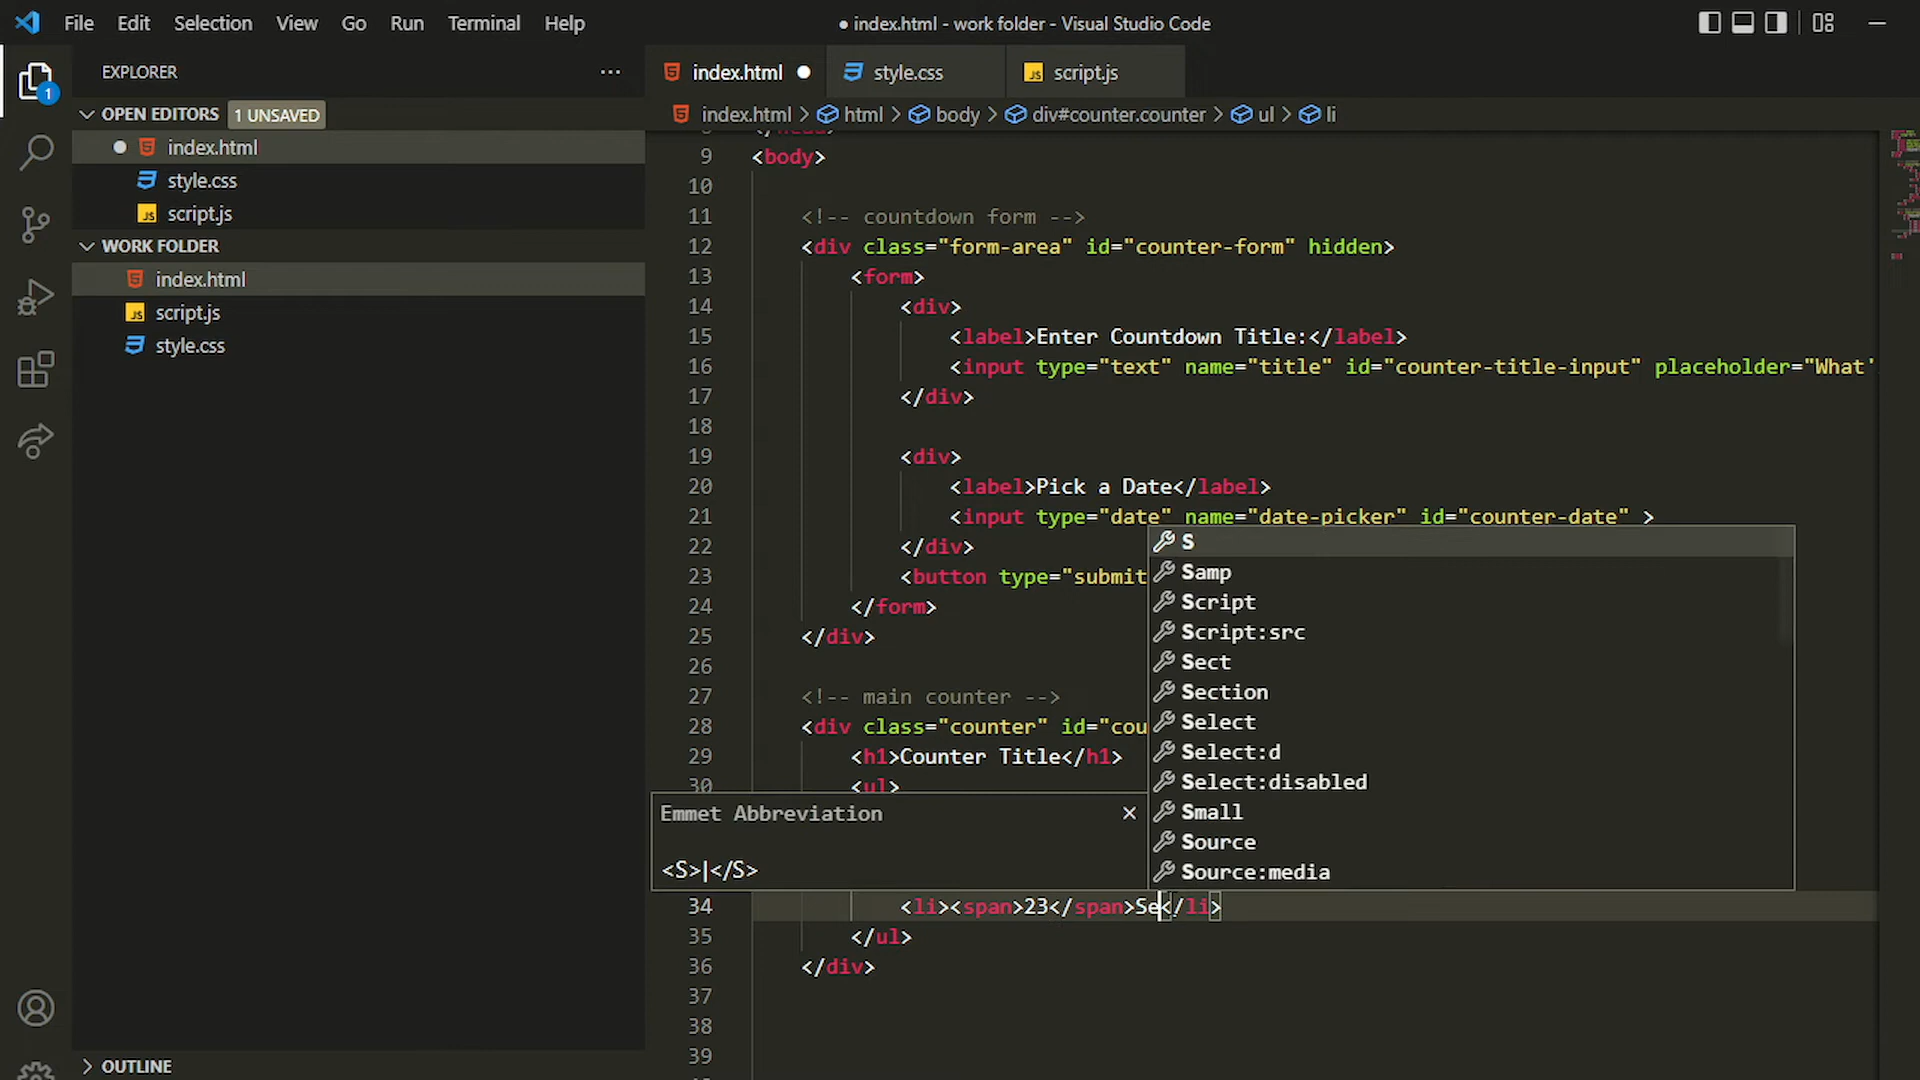 File Edit Selection View Go Run Terminal Help
● index.html - work folder - Visual Studio Code
1
EXPLORER
OPEN EDITORS 1 UNSAVED
index.html
style.css
JS script.js
WORK FOLDER
index.html
JS script.js
style.css
OUTLINE
index.html
style.css
JS script.js
index.html > html > body > div#counter.counter > ul > li
9 <body>
10
11 <!-- countdown form -->
12 <div class="form-area" id="counter-form" hidden>
13 <form>
14 <div>
15 <label>Enter Countdown Title:</label>
16 <input type="text" name="title" id="counter-title-input" placeholder="What'
17 </div>
18
19 <div>
20 <label>Pick a Date</label>
21 <input type="date" name="date-picker" id="counter-date" >
22 </div>
23 <button type="submit
24 </form>
25 </div>
26
27 <!-- main counter -->
28 <div class="counter" id="cou
29 <h1>Counter Title</h1>
30 <ul>
Emmet Abbreviation
<S>|</S>
S
Samp
Script
Script:src
Sect
Section
Select
Select:d
Select:disabled
Small
Source
Source:media
34 <li><span>23</span>Se</li>
35 </ul>
36 </div>
37
38
39